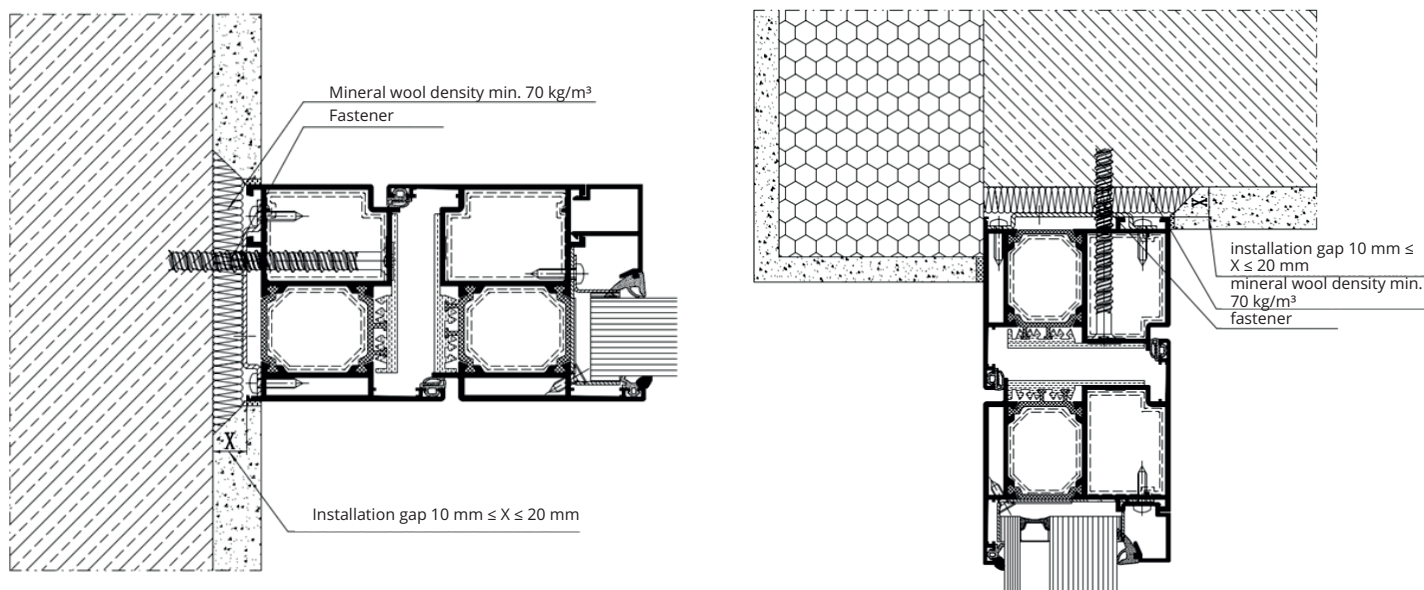 Mineral wool density min. 70 kg/m³
Fastener
X
Installation gap 10 mm ≤ X ≤ 20 mm
X
installation gap 10 mm ≤
X ≤ 20 mm
mineral wool density min.
70 kg/m³
fastener